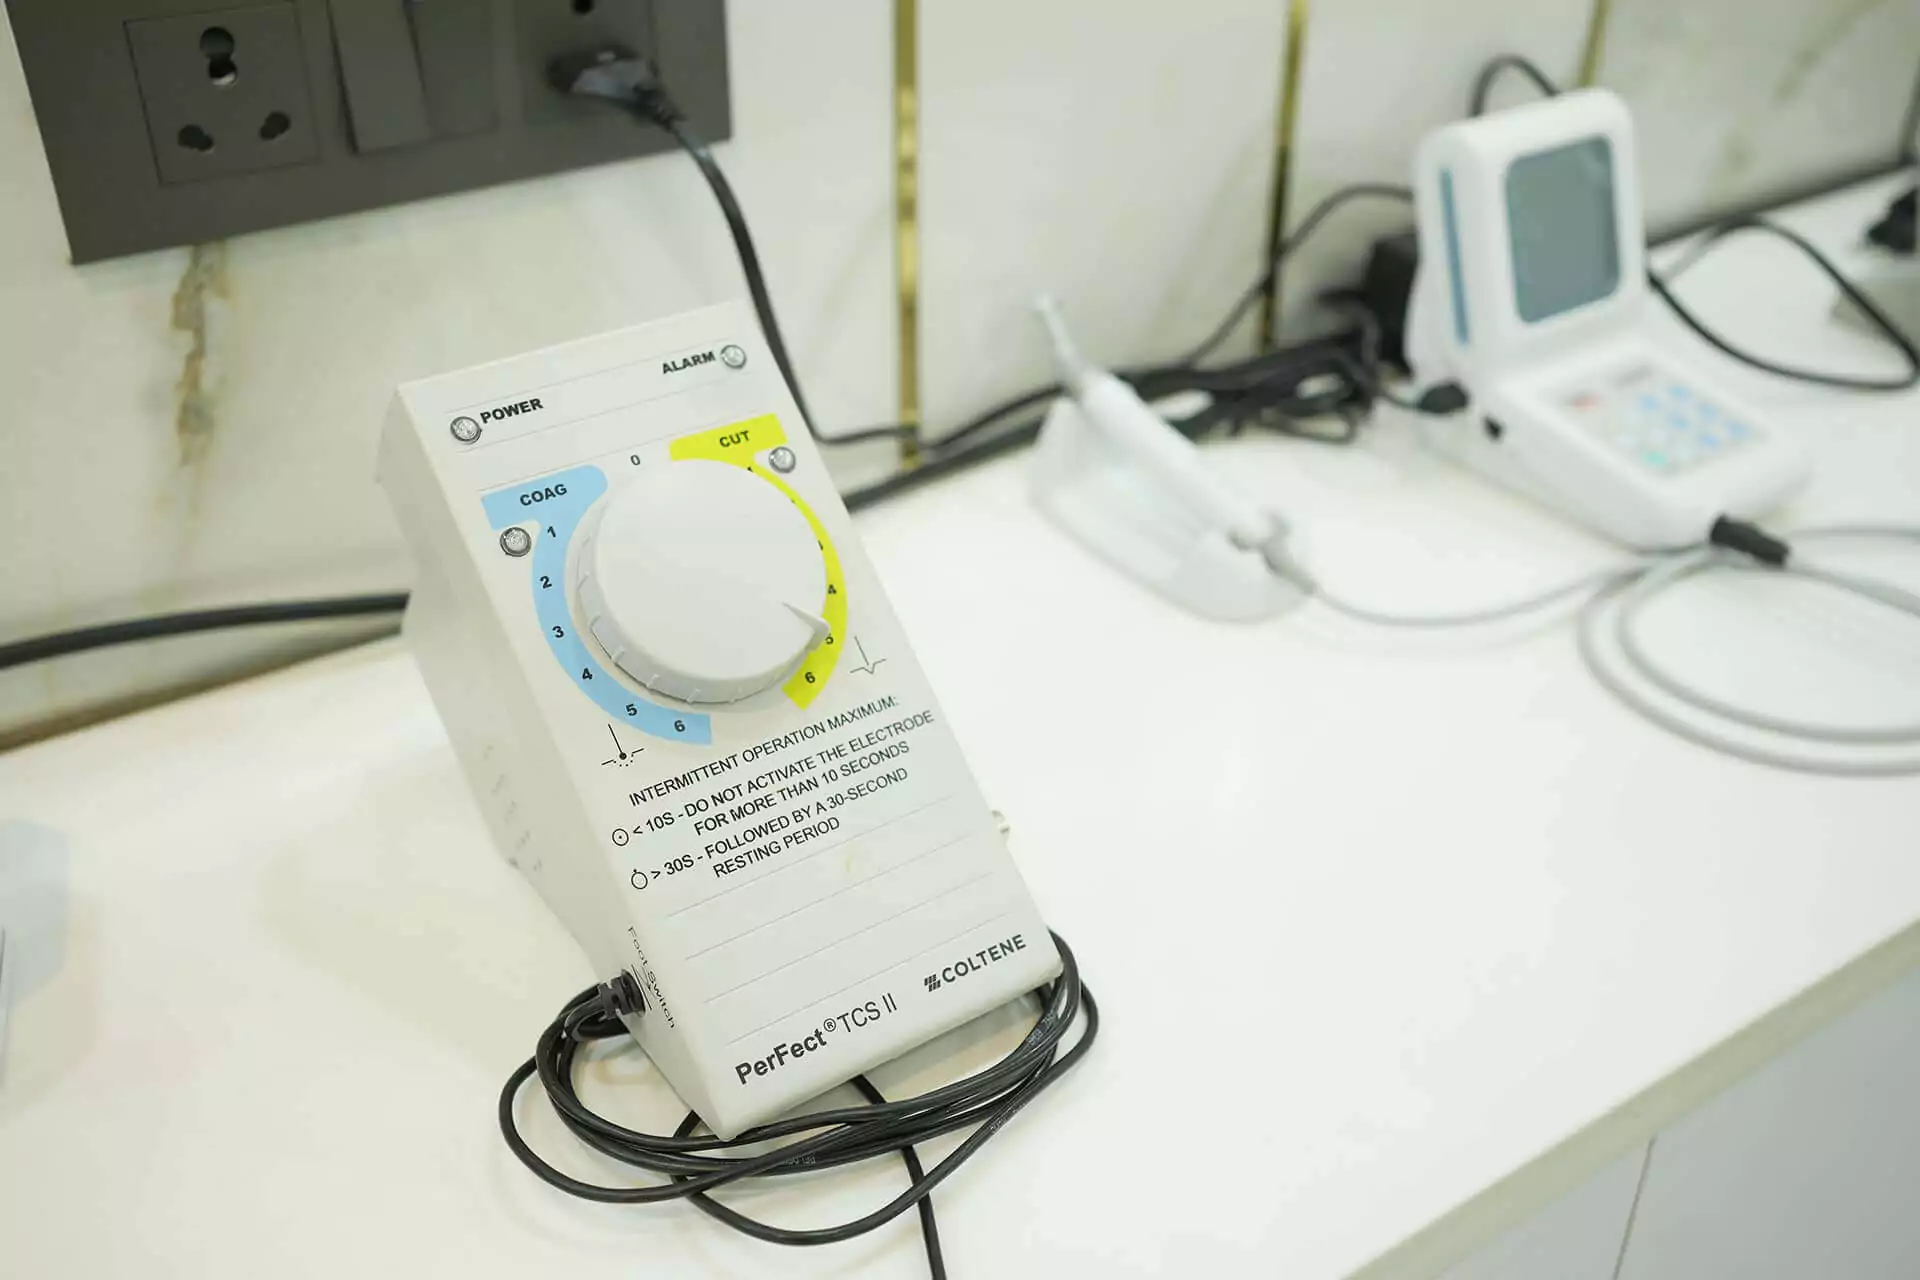 ALARM
POWER
0
CUT
COAG
1
2
3
4
5
6
4
5
6
INTERMITTENT OPERATION MAXIMUM:
< 10S - DO NOT ACTIVATE THE ELECTRODE
FOR MORE THAN 10 SECONDS
> 30S - FOLLOWED BY A 30-SECOND
RESTING PERIOD
Foot Switch
COLTENE
PerFect® TCS II